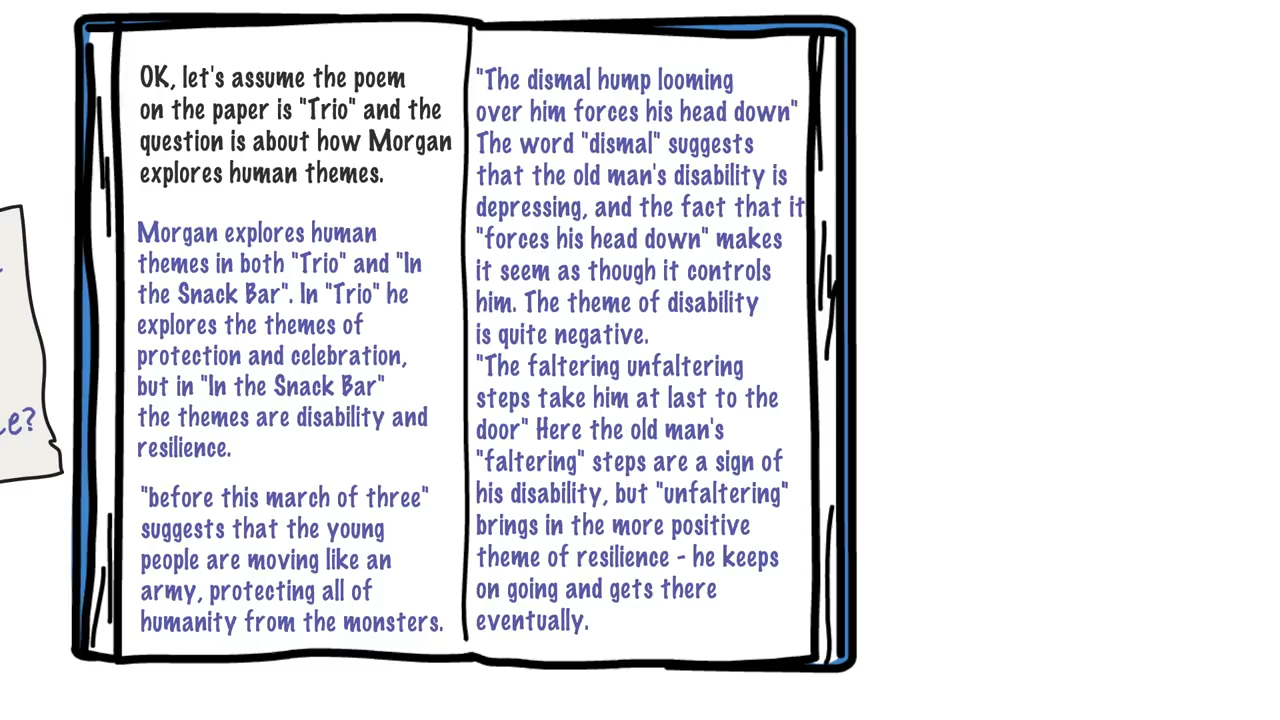 OK, let's assume the poem
on the paper is "Trio" and the
question is about how Morgan
explores human themes.
Morgan explores human
themes in both "Trio" and "In
the Snack Bar". In "Trio" he
explores the themes of
protection and celebration,
but in "In the Snack Bar"
the themes are disability and
resilience.
"before this march of three"
suggests that the young
people are moving like an
army, protecting all of
humanity from the monsters.
"The dismal hump looming
over him forces his head down"
The word "dismal" suggests
that the old man's disability is
depressing, and the fact that it
"forces his head down" makes
it seem as though it controls
him. The theme of disability
is quite negative.
"The faltering unfaltering
steps take him at last to the
door" Here the old man's
"faltering" steps are a sign of
his disability, but "unfaltering"
brings in the more positive
theme of resilience - he keeps
on going and gets there
eventually.